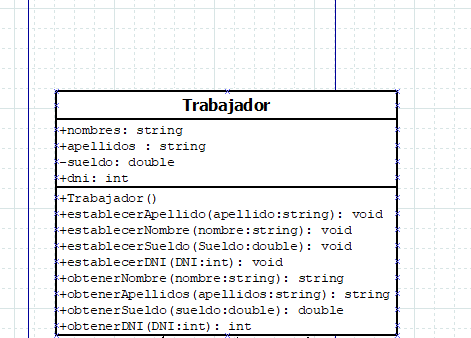 Trabajador
+nombres: string
+apellidos : string
-sueldo: double
+dni: int
+Trabajador()
+establecerApellido(apellido:string): void
+establecerNombre(nombre:string): void
+establecerSueldo(Sueldo:double): void
+establecerDNI(DNI:int): void
+obtenerNombre(nombre:string): string
+obtenerApellidos(apellidos:string): string
+obtenerSueldo(sueldo:double): double
+obtenerDNI(DNI:int): int